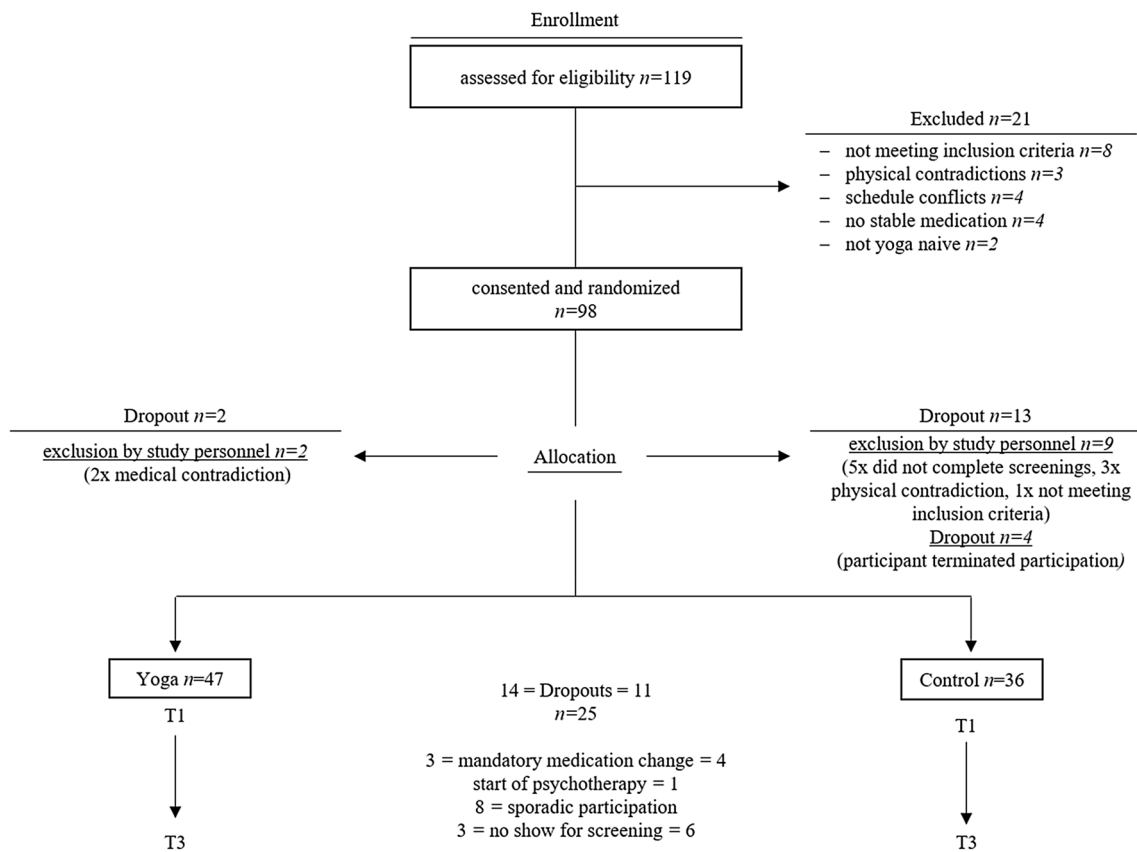 Enrollment
assessed for eligibility n=119
Excluded n=21
– not meeting inclusion criteria n=8
– physical contradictions n=3
– schedule conflicts n=4
– no stable medication n=4
– not yoga naive n=2
consented and randomized
n=98
Dropout n=2
exclusion by study personnel n=2
(2x medical contradiction)
Allocation
Dropout n=13
exclusion by study personnel n=9
(5x did not complete screenings, 3x
physical contradiction, 1x not meeting
inclusion criteria)
Dropout n=4
(participant terminated participation)
Yoga n=47
T1
T3
14 = Dropouts = 11
n=25
3 = mandatory medication change = 4
start of psychotherapy = 1
8 = sporadic participation
3 = no show for screening = 6
Control n=36
T1
T3